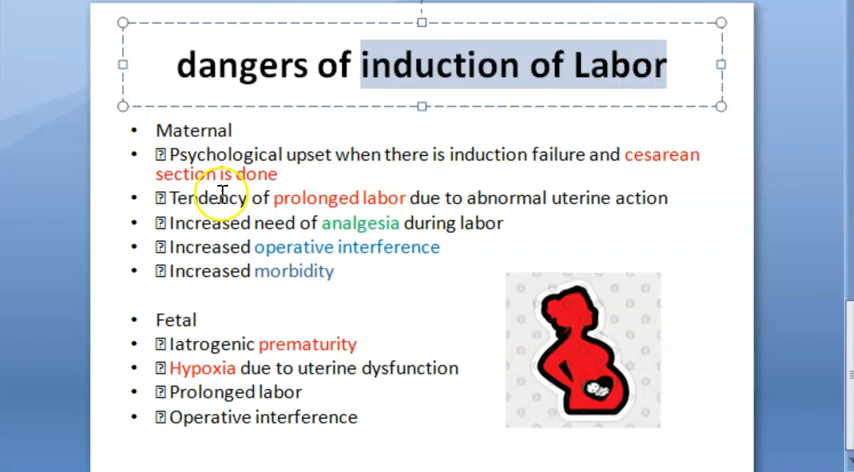 dangers of induction of Labor
• Maternal
• ⍰Psychological upset when there is induction failure and cesarean
section is done
• ⍰Tendency of prolonged labor due to abnormal uterine action
• ⍰Increased need of analgesia during labor
• ⍰Increased operative interference
• ⍰Increased morbidity
• Fetal
• ⍰Iatrogenic prematurity
• ⍰Hypoxia due to uterine dysfunction
• ⍰Prolonged labor
• ⍰Operative interference